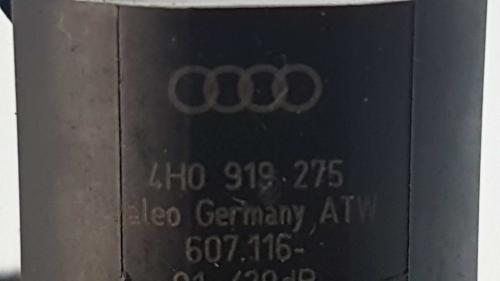 4H0 919 275
Valeo Germany ATW
607.116-